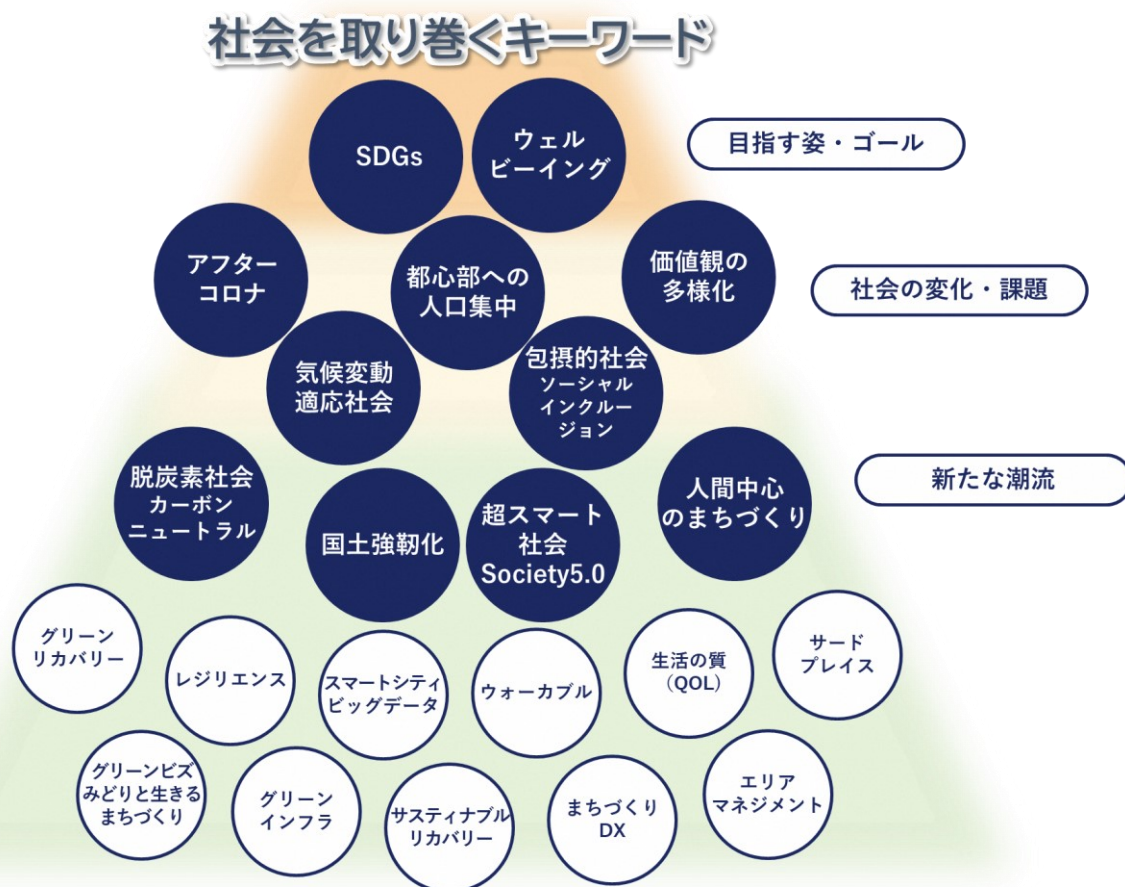 社会を取り巻くキーワード
SDGs
ウェル
ビーイング
目指す姿・ゴール
アフター
コロナ
都心部への
人口集中
価値観の
多様化
社会の変化・課題
気候変動
適応社会
包摂的社会
ソーシャル
インクルー
ジョン
脱炭素社会
カーボン
ニュートラル
国土強靭化
超スマート
社会
Society5.0
人間中心
のまちづくり
新たな潮流
グリーン
リカバリー
レジリエンス
スマートシティ
ビッグデータ
ウォーカブル
生活の質
（QOL）
サード
プレイス
グリーンビズ
みどりと生きる
まちづくり
グリーン
インフラ
サスティナブル
リカバリー
まちづくり
DX
エリア
マネジメント